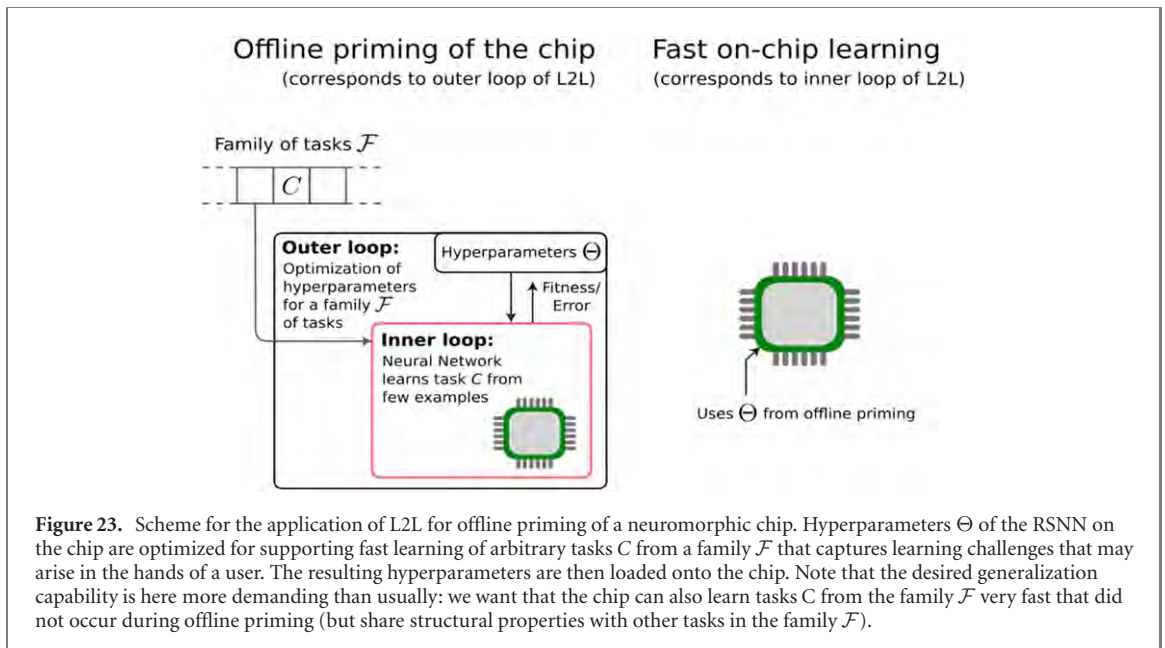 Offline priming of the chip
(corresponds to outer loop of L2L)
Fast on-chip learning
(corresponds to inner loop of L2L)
Family of tasks ℱ
C
Outer loop:
Optimization of
hyperparameters
for a family ℱ
of tasks
Hyperparameters Θ
Fitness/
Error
Inner loop:
Neural Network
learns task C from
few examples
Uses Θ from offline priming
Figure 23. Scheme for the application of L2L for offline priming of a neuromorphic chip. Hyperparameters Θ of the RSNN on
the chip are optimized for supporting fast learning of arbitrary tasks C from a family ℱ that captures learning challenges that may
arise in the hands of a user. The resulting hyperparameters are then loaded onto the chip. Note that the desired generalization
capability is here more demanding than usually: we want that the chip can also learn tasks C from the family ℱ very fast that did
not occur during offline priming (but share structural properties with other tasks in the family ℱ).